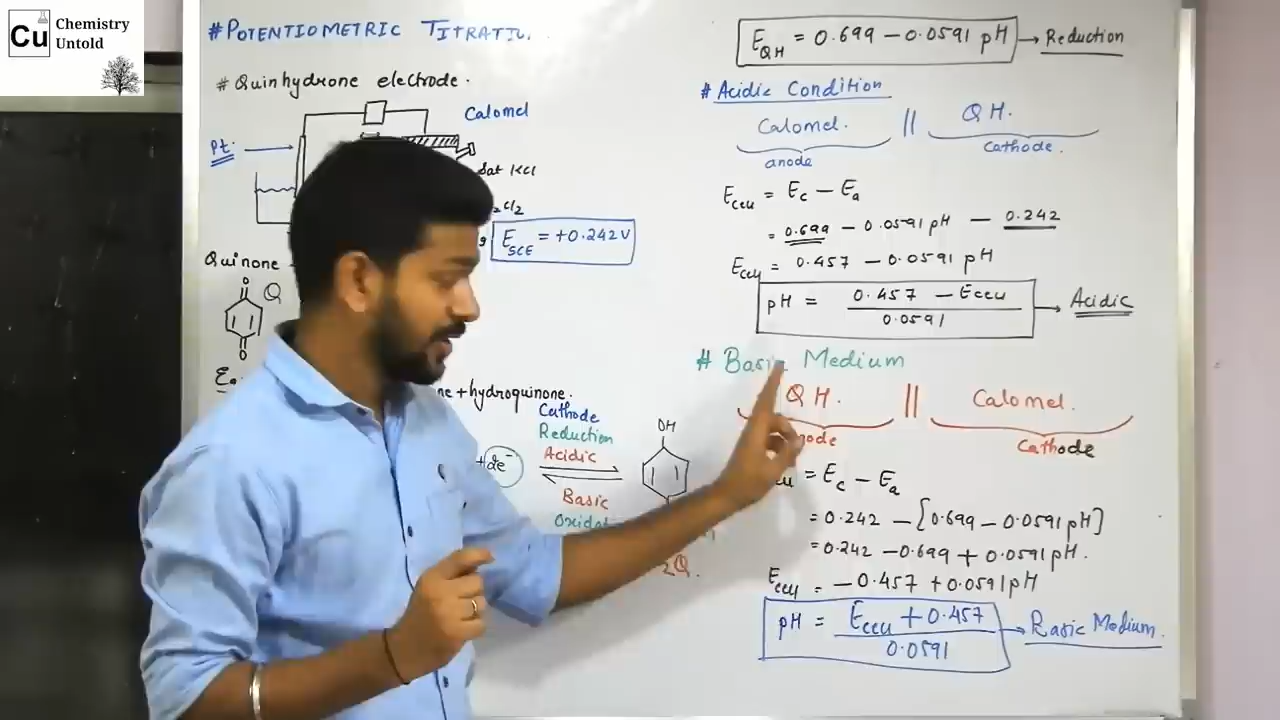 Cu
Chemistry
Untold
#POTENTIOMETRIC
# Quinhydrone electrode.
Calomel
Pt.
Sat KCl
E_SCE = +0.242V
Quinone
O
Q
O
+hydroquinone.
Cathode
Reduction
Acidic
+2e⁻
Basic
OH
E_QH = 0.699 - 0.0591 pH → Reduction
# Acidic Condition
Calomel. || QH.
anode
Cathode.
E_cell = E_c - E_a
= 0.699 - 0.0591 pH - 0.242
E_cell = 0.457 - 0.0591 pH
pH = 0.457 - E_cell / 0.0591 → Acidic
# Medium
QH. || Calomel.
Cathode
= E_c - E_a
= 0.242 - [0.699 - 0.0591 pH]
= 0.242 - 0.699 + 0.0591 pH.
E_cell = -0.457 + 0.0591 pH
pH = E_cell + 0.457 / 0.0591 → Basic Medium.